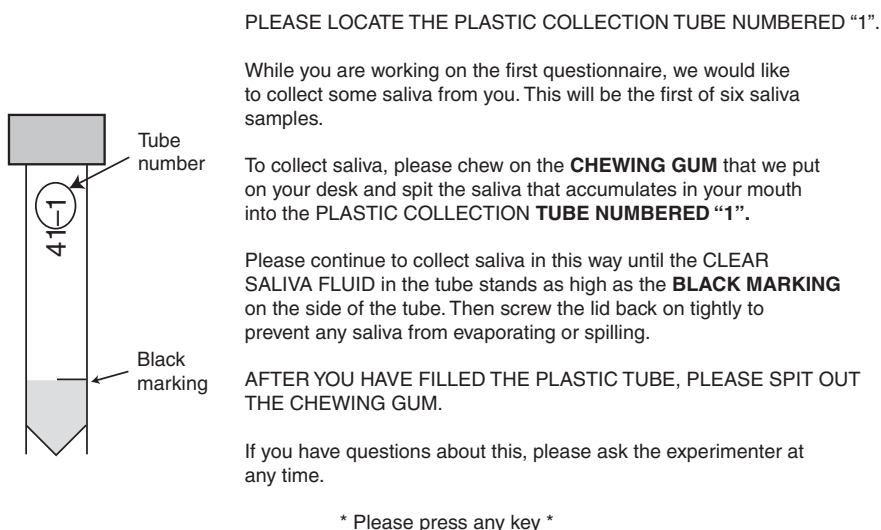 PLEASE LOCATE THE PLASTIC COLLECTION TUBE NUMBERED “1”.
While you are working on the first questionnaire, we would like
to collect some saliva from you. This will be the first of six saliva
samples.
To collect saliva, please chew on the CHEWING GUM that we put
on your desk and spit the saliva that accumulates in your mouth
into the PLASTIC COLLECTION TUBE NUMBERED “1”.
Please continue to collect saliva in this way until the CLEAR
SALIVA FLUID in the tube stands as high as the BLACK MARKING
on the side of the tube. Then screw the lid back on tightly to
prevent any saliva from evaporating or spilling.
AFTER YOU HAVE FILLED THE PLASTIC TUBE, PLEASE SPIT OUT
THE CHEWING GUM.
If you have questions about this, please ask the experimenter at
any time.
* Please press any key *
Tube
number
41–1
Black
marking